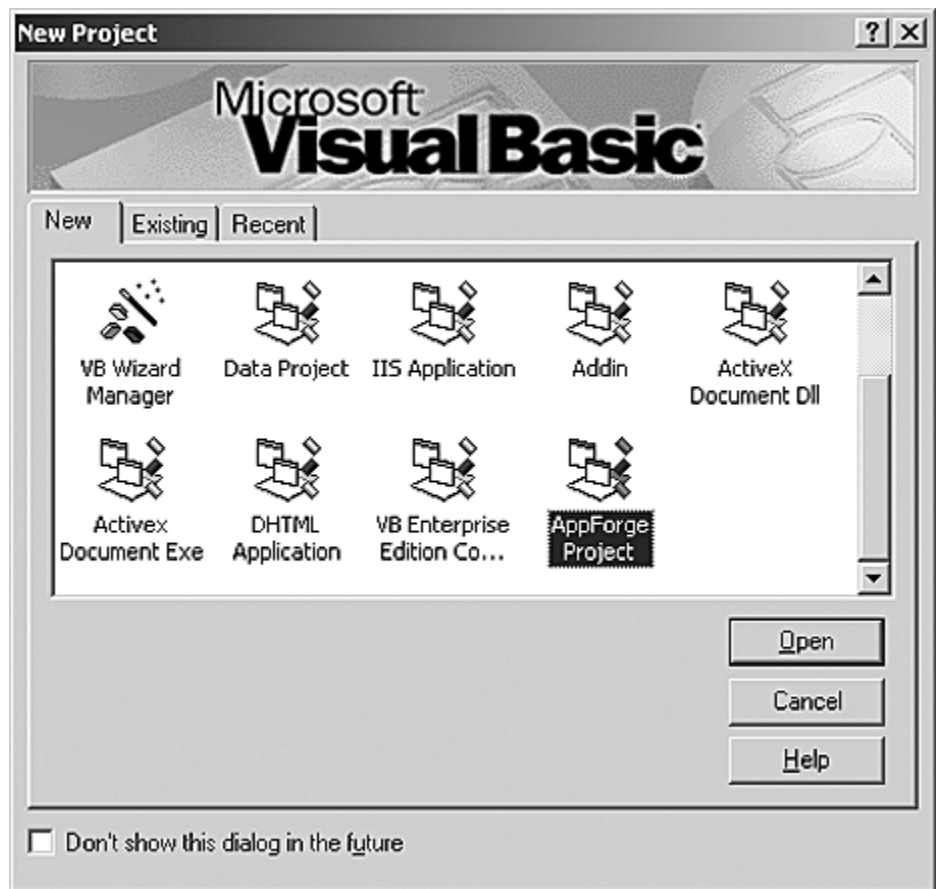 New Project
Microsoft
Visual Basic
New Existing Recent
VB Wizard Data Project IIS Application Addin ActiveX
Manager Document Dll
Activex DHTML VB Enterprise AppForge
Document Exe Application Edition Co... Project
Open
Cancel
Help
Don't show this dialog in the future